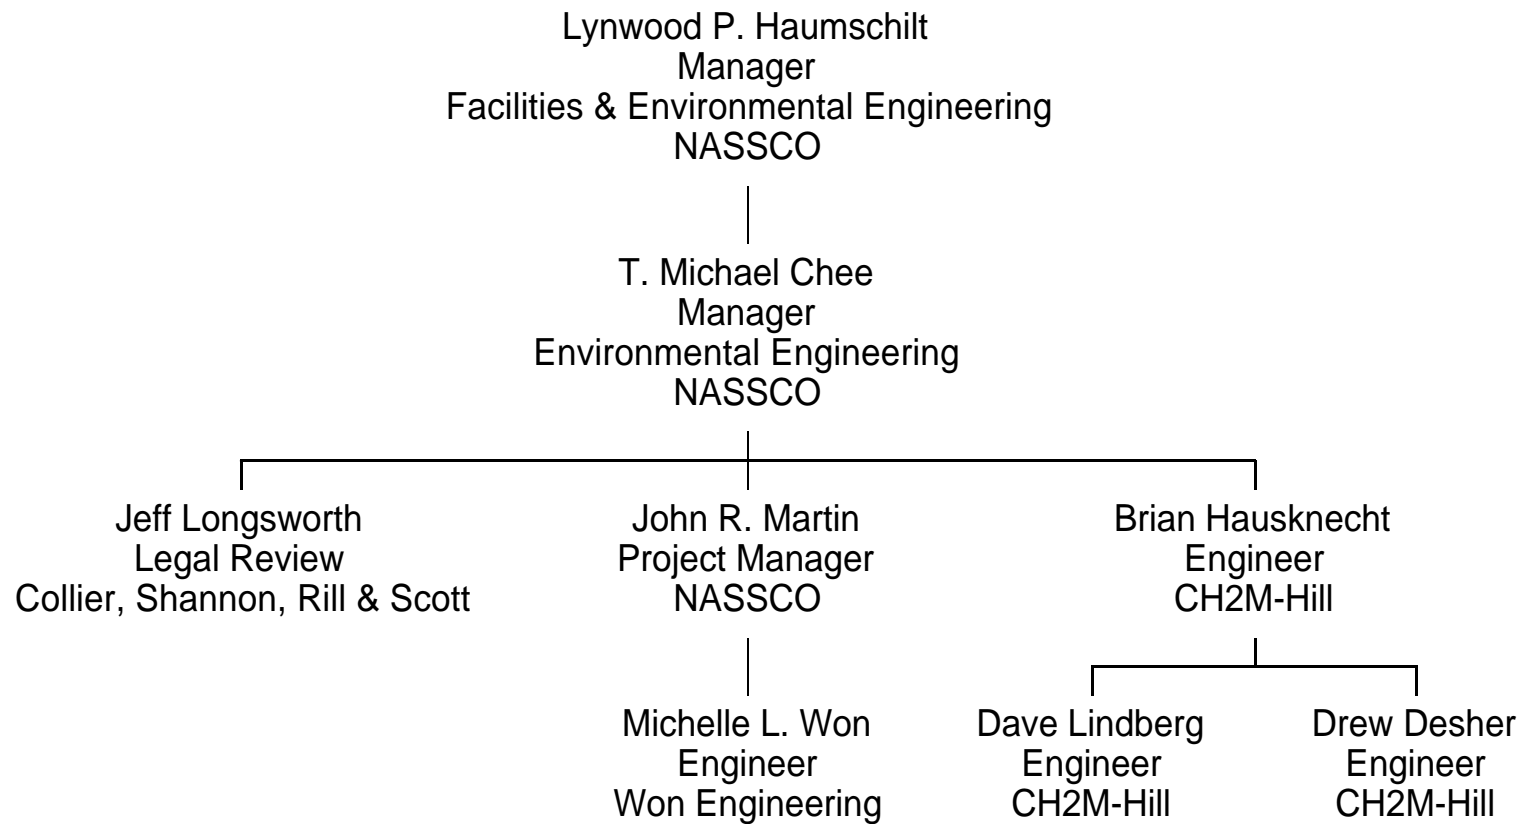 Lynwood P. Haumschilt
Manager
Facilities & Environmental Engineering
NASSCO
T. Michael Chee
Manager
Environmental Engineering
NASSCO
Jeff Longsworth
Legal Review
Collier, Shannon, Rill & Scott
John R. Martin
Project Manager
NASSCO
Brian Hausknecht
Engineer
CH2M-Hill
Michelle L. Won
Engineer
Won Engineering
Dave Lindberg
Engineer
CH2M-Hill
Drew Desher
Engineer
CH2M-Hill